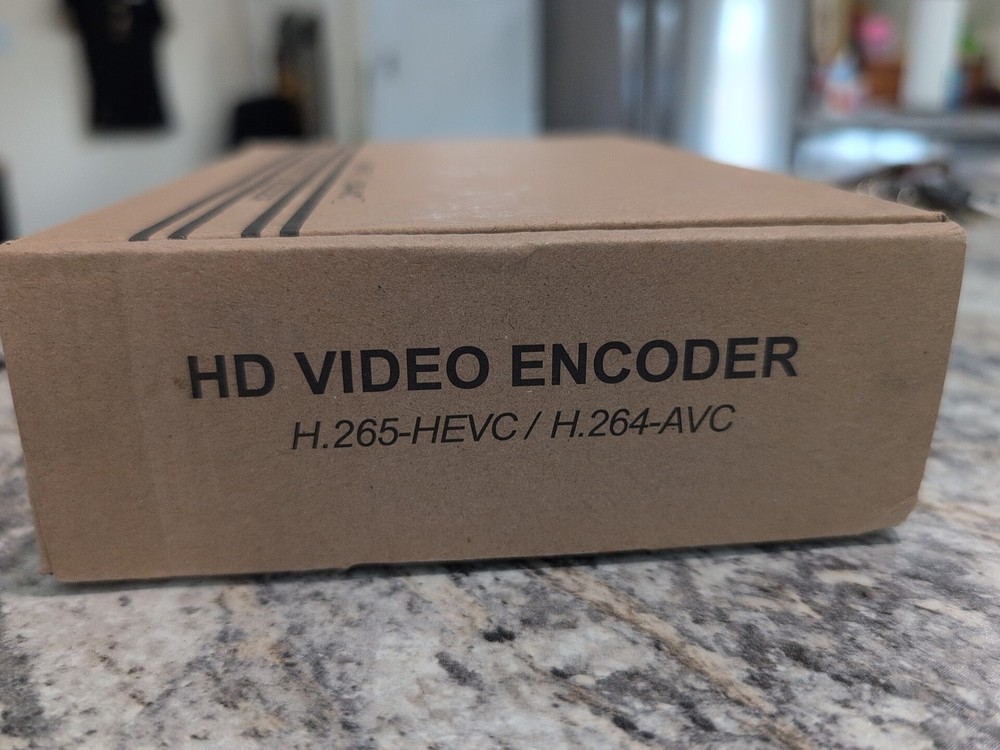 HD VIDEO ENCODER
H.265-HEVC / H.264-AVC